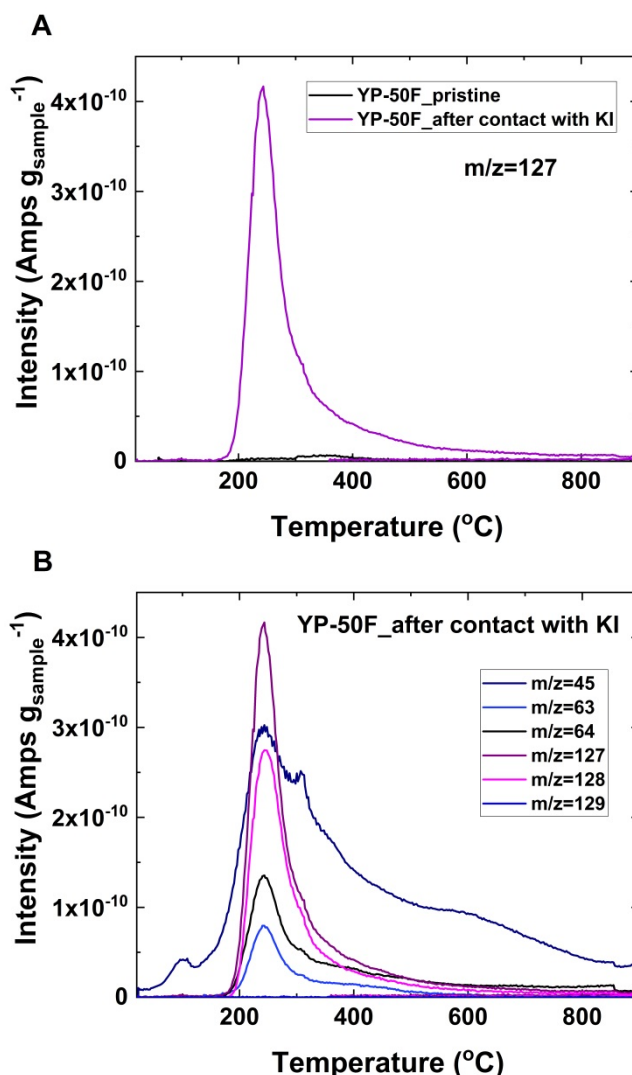 A
Intensity (Amps g_sample^-1)
4x10^-10
3x10^-10
2x10^-10
1x10^-10
0
YP-50F_pristine
YP-50F_after contact with KI
m/z=127
200 400 600 800
Temperature (°C)
B
Intensity (Amps g_sample^-1)
4x10^-10
3x10^-10
2x10^-10
1x10^-10
0
YP-50F_after contact with KI
m/z=45
m/z=63
m/z=64
m/z=127
m/z=128
m/z=129
200 400 600 800
Temperature (°C)